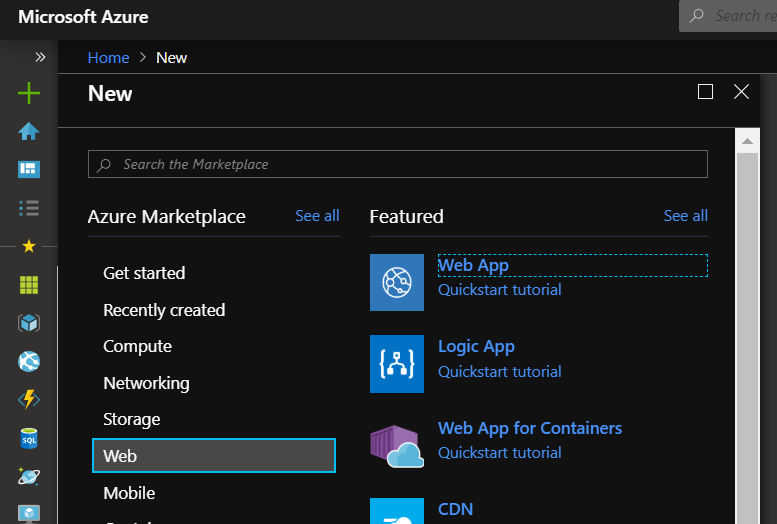 Microsoft Azure
Search re
Home > New
New
Search the Marketplace
Azure Marketplace
See all
Get started
Recently created
Compute
Networking
Storage
Web
Mobile
Featured
See all
Web App
Quickstart tutorial
Logic App
Quickstart tutorial
Web App for Containers
Quickstart tutorial
CDN
SQL